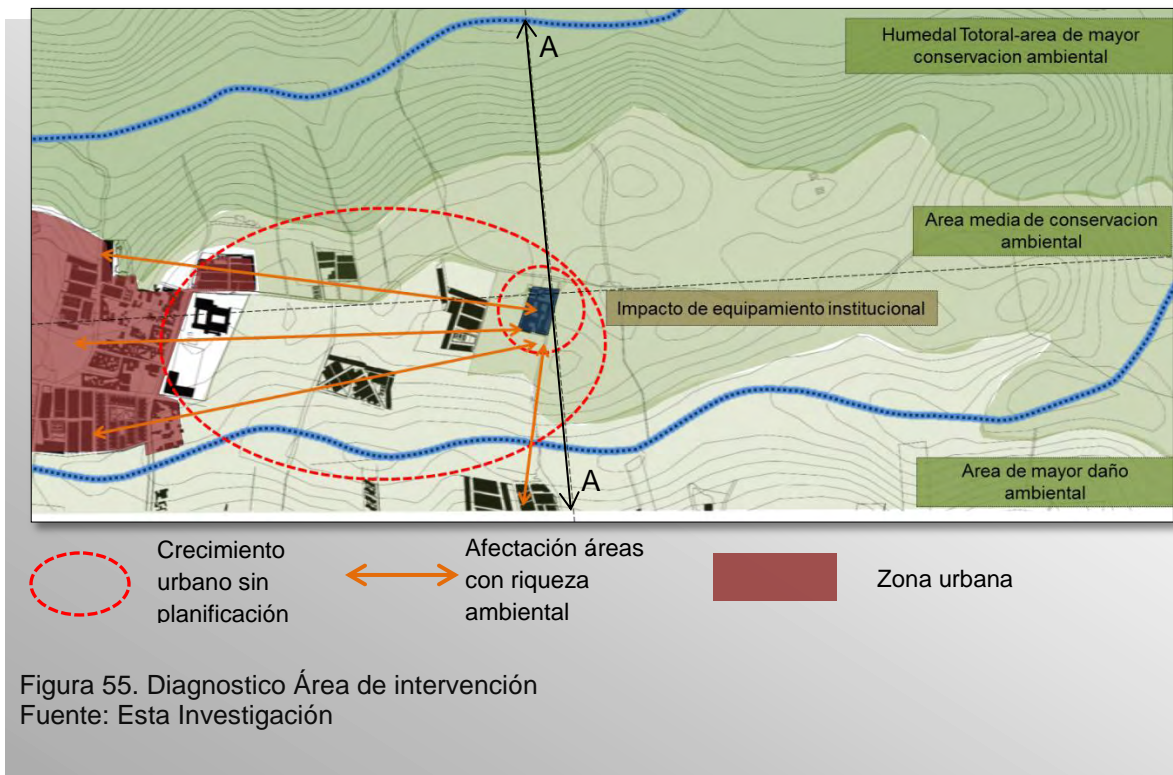 A
Humedal Totoral-area de mayor
conservacion ambiental
Area media de conservacion
ambiental
Impacto de equipamiento institucional
Area de mayor daño
ambiental
A
Crecimiento
urbano sin
planificación
Afectación áreas
con riqueza
ambiental
Zona urbana
Figura 55. Diagnostico Área de intervención
Fuente: Esta Investigación